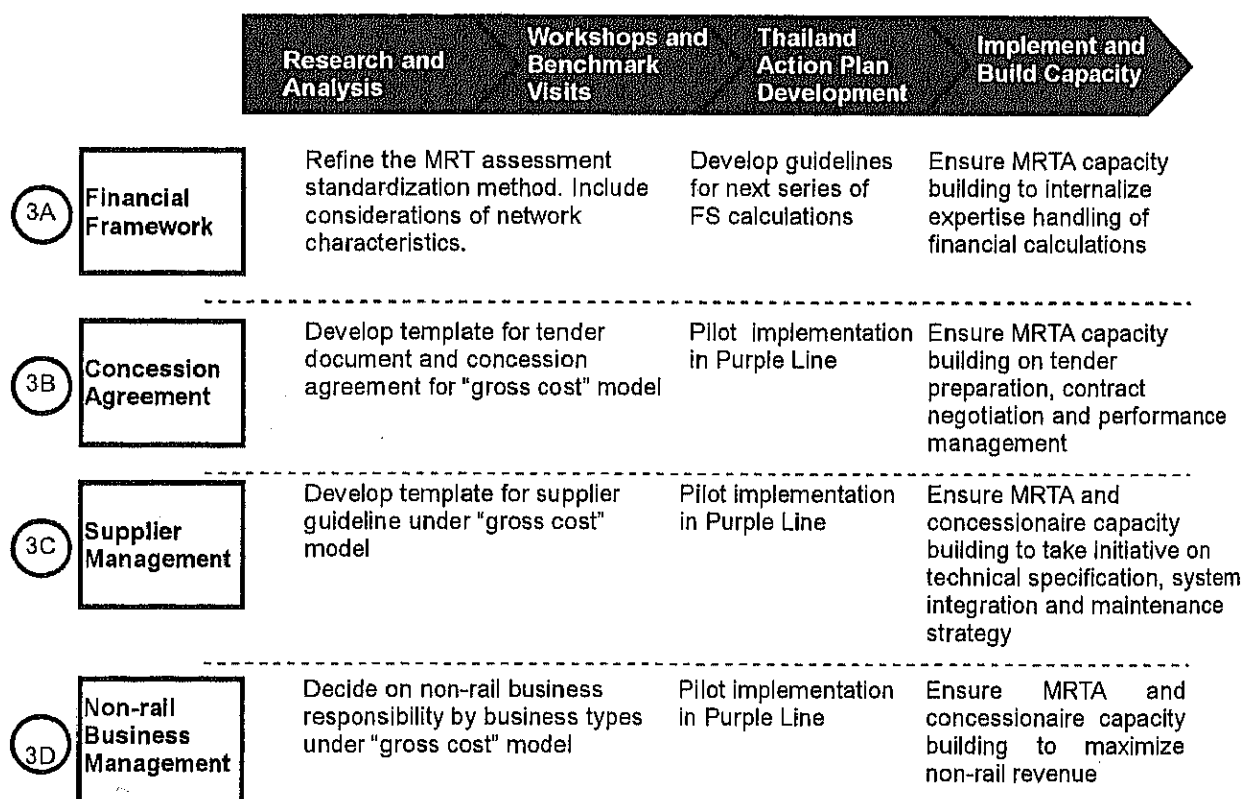 Research and
Analysis
Workshops and
Benchmark
Visits
Thailand
Action Plan
Development
Implement and
Build Capacity
3A
Financial
Framework
Refine the MRT assessment
standardization method. Include
considerations of network
characteristics.
Develop guidelines
for next series of
FS calculations
Ensure MRTA capacity
building to internalize
expertise handling of
financial calculations
3B
Concession
Agreement
Develop template for tender
document and concession
agreement for "gross cost" model
Pilot implementation
in Purple Line
Ensure MRTA capacity
building on tender
preparation, contract
negotiation and performance
management
3C
Supplier
Management
Develop template for supplier
guideline under "gross cost"
model
Pilot implementation
in Purple Line
Ensure MRTA and
concessionaire capacity
building to take initiative on
technical specification, system
integration and maintenance
strategy
3D
Non-rail
Business
Management
Decide on non-rail business
responsibility by business types
under "gross cost" model
Pilot implementation
in Purple Line
Ensure MRTA and
concessionaire capacity
building to maximize
non-rail revenue